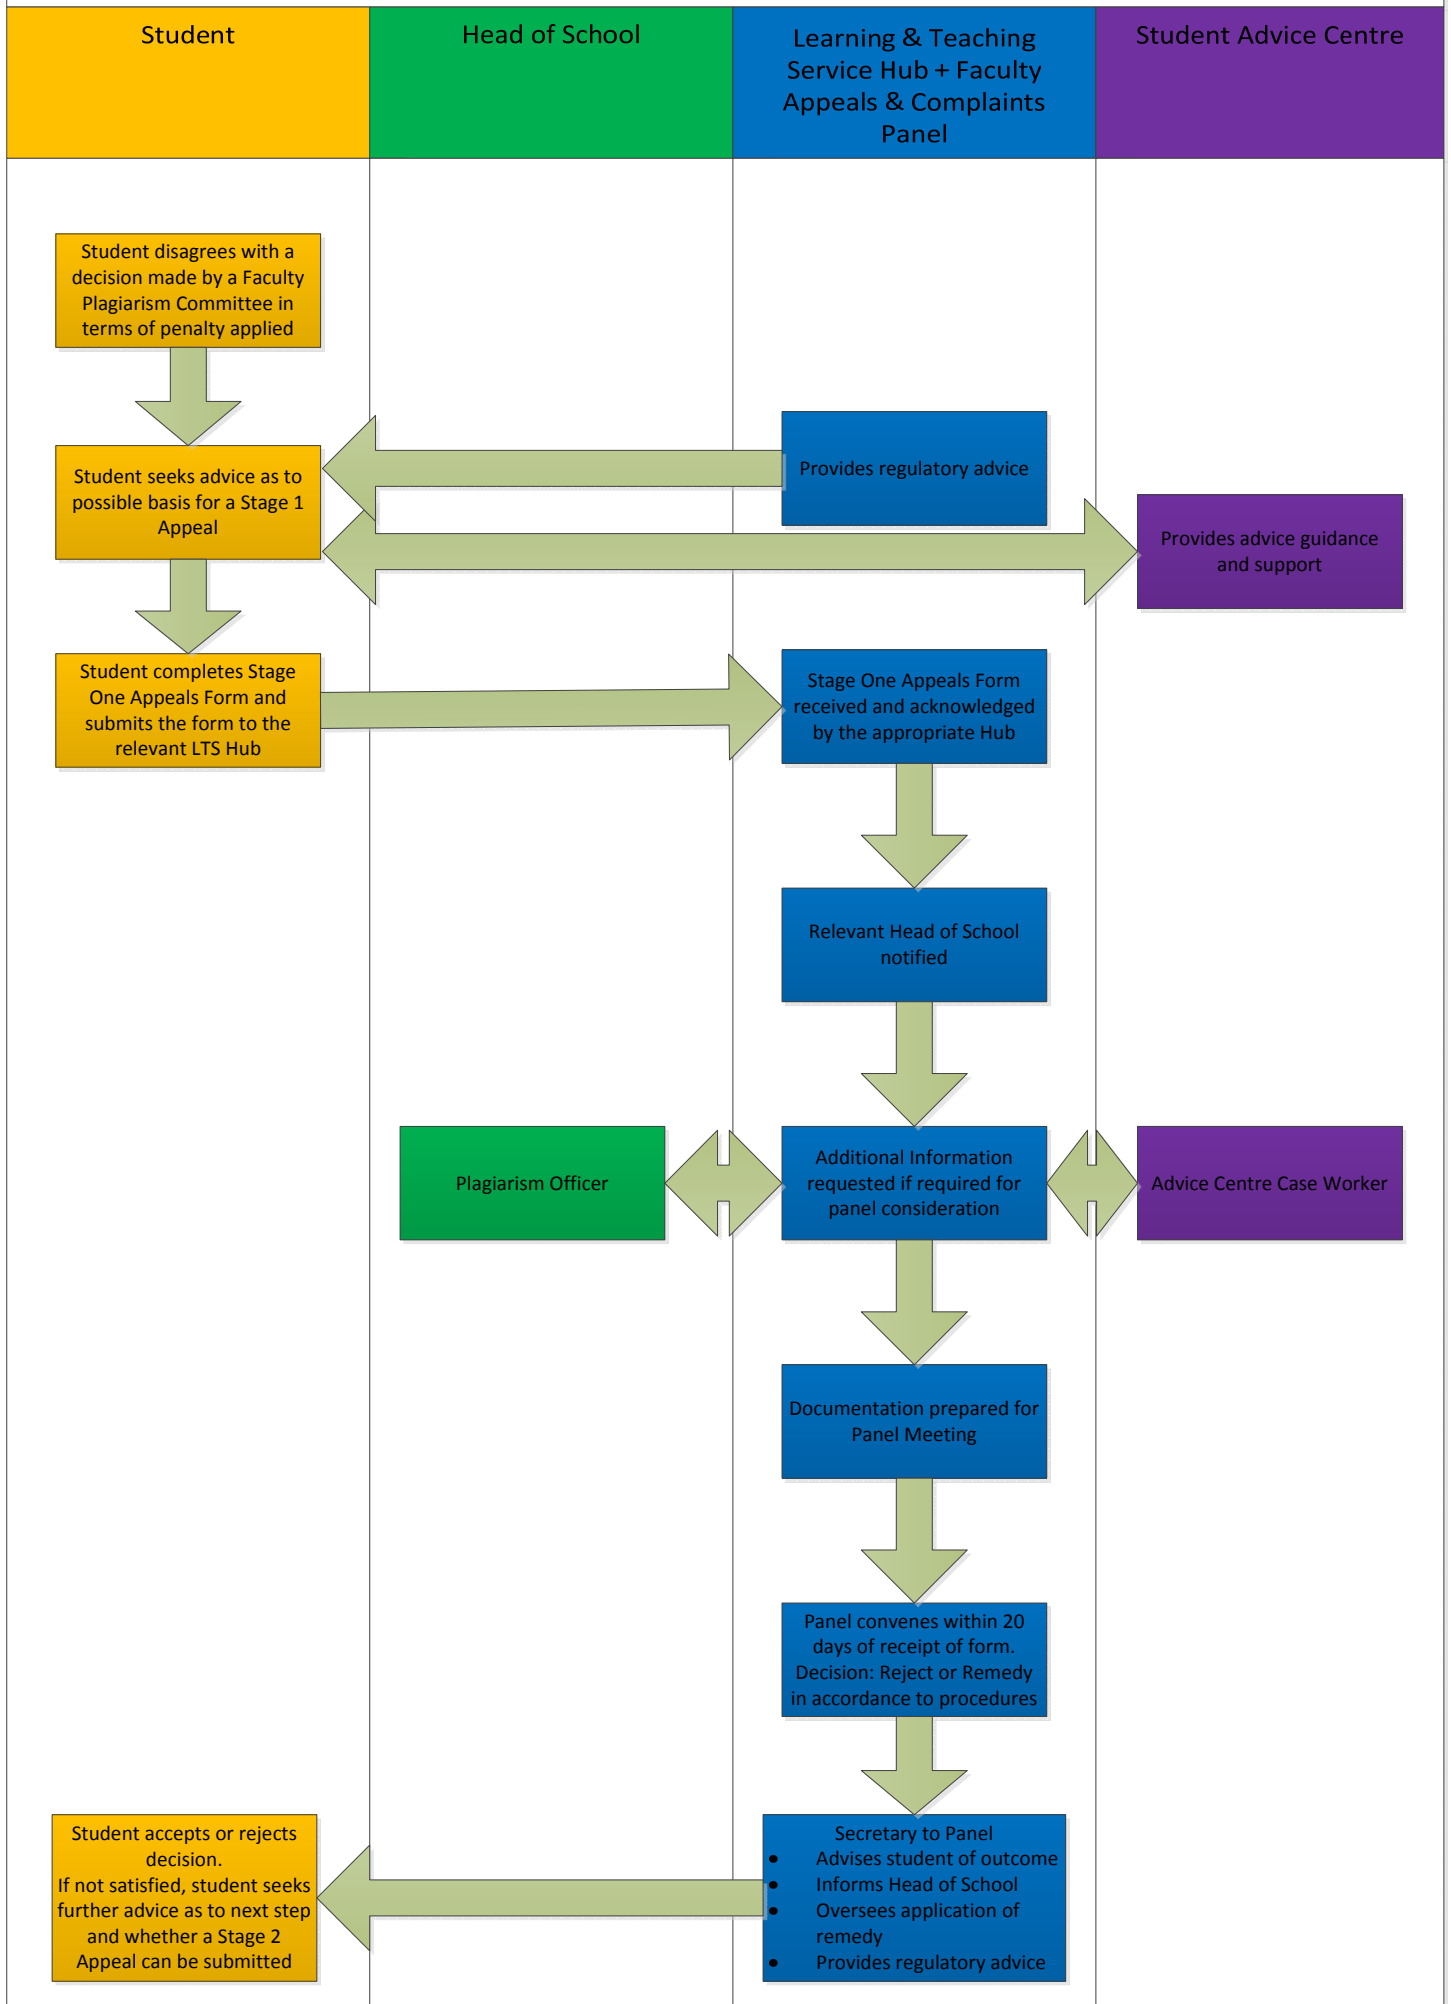 Student
Head of School
Learning & Teaching
Service Hub + Faculty
Appeals & Complaints
Panel
Student Advice Centre
Student disagrees with a
decision made by a Faculty
Plagiarism Committee in
terms of penalty applied
Student seeks advice as to
possible basis for a Stage 1
Appeal
Provides regulatory advice
Provides advice guidance
and support
Student completes Stage
One Appeals Form and
submits the form to the
relevant LTS Hub
Stage One Appeals Form
received and acknowledged
by the appropriate Hub
Relevant Head of School
notified
Plagiarism Officer
Additional Information
requested if required for
panel consideration
Advice Centre Case Worker
Documentation prepared for
Panel Meeting
Panel convenes within 20
days of receipt of form.
Decision: Reject or Remedy
in accordance to procedures
Student accepts or rejects
decision.
If not satisfied, student seeks
further advice as to next step
and whether a Stage 2
Appeal can be submitted
Secretary to Panel
• Advises student of outcome
• Informs Head of School
• Oversees application of
remedy
• Provides regulatory advice